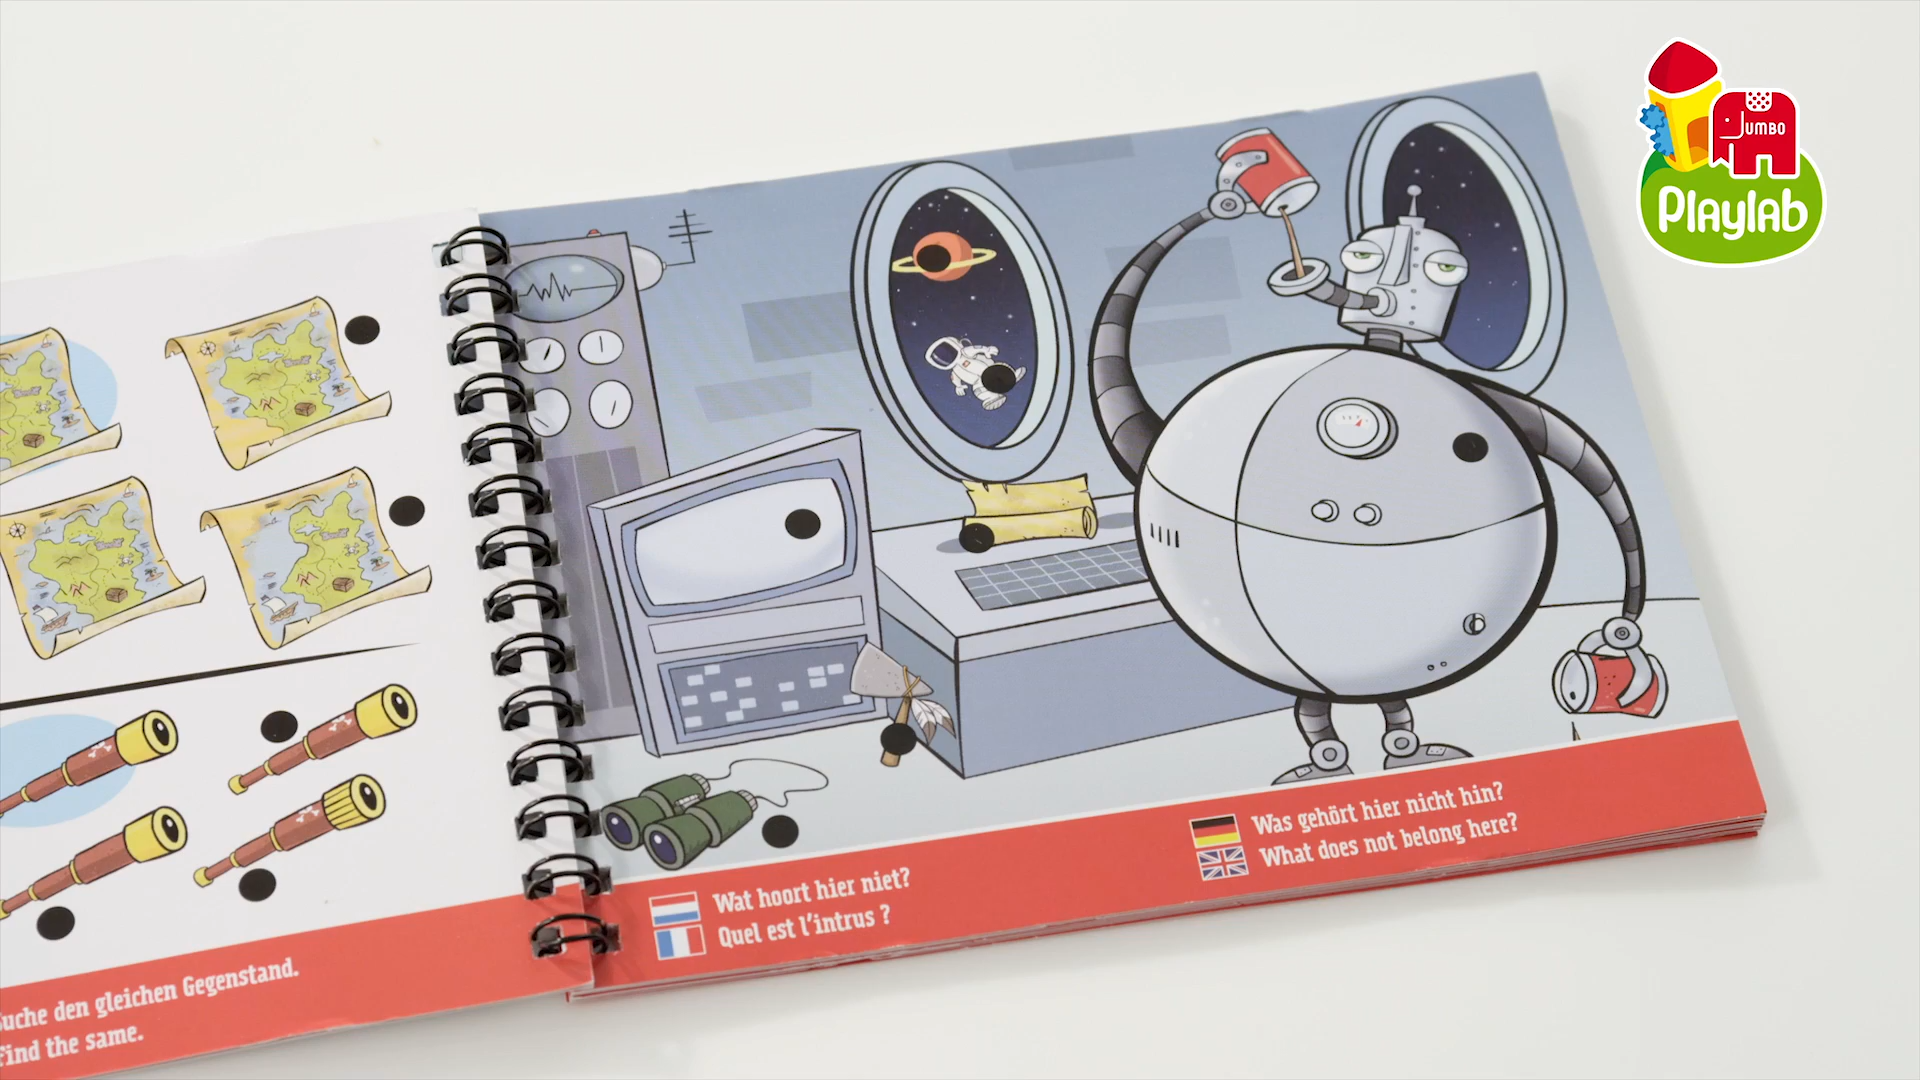 JUMBO
Playlab
uche den gleichen Gegenstand.
Find the same.
Wat hoort hier niet?
Quel est l'intrus ?
Was gehört hier nicht hin?
What does not belong here?